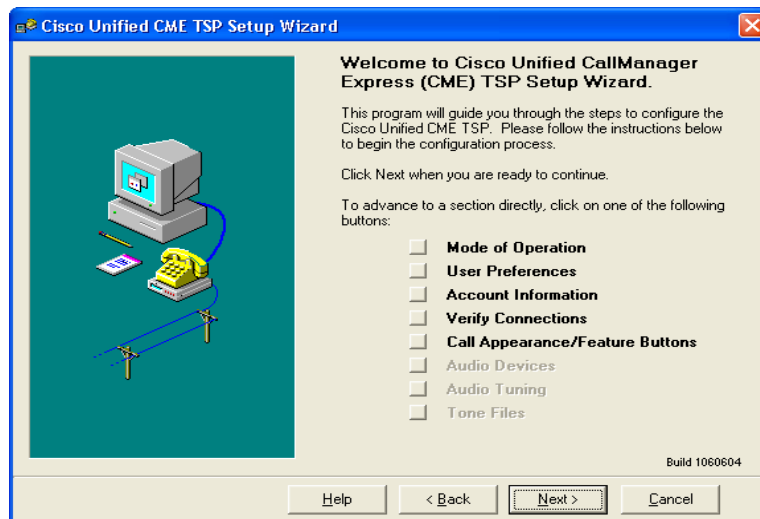 Cisco Unified CME TSP Setup Wizard
Welcome to Cisco Unified CallManager
Express (CME) TSP Setup Wizard.
This program will guide you through the steps to configure the
Cisco Unified CME TSP. Please follow the instructions below
to begin the configuration process.
Click Next when you are ready to continue.
To advance to a section directly, click on one of the following
buttons:
Mode of Operation
User Preferences
Account Information
Verify Connections
Call Appearance/Feature Buttons
Audio Devices
Audio Tuning
Tone Files
Build 1060604
Help < Back Next > Cancel